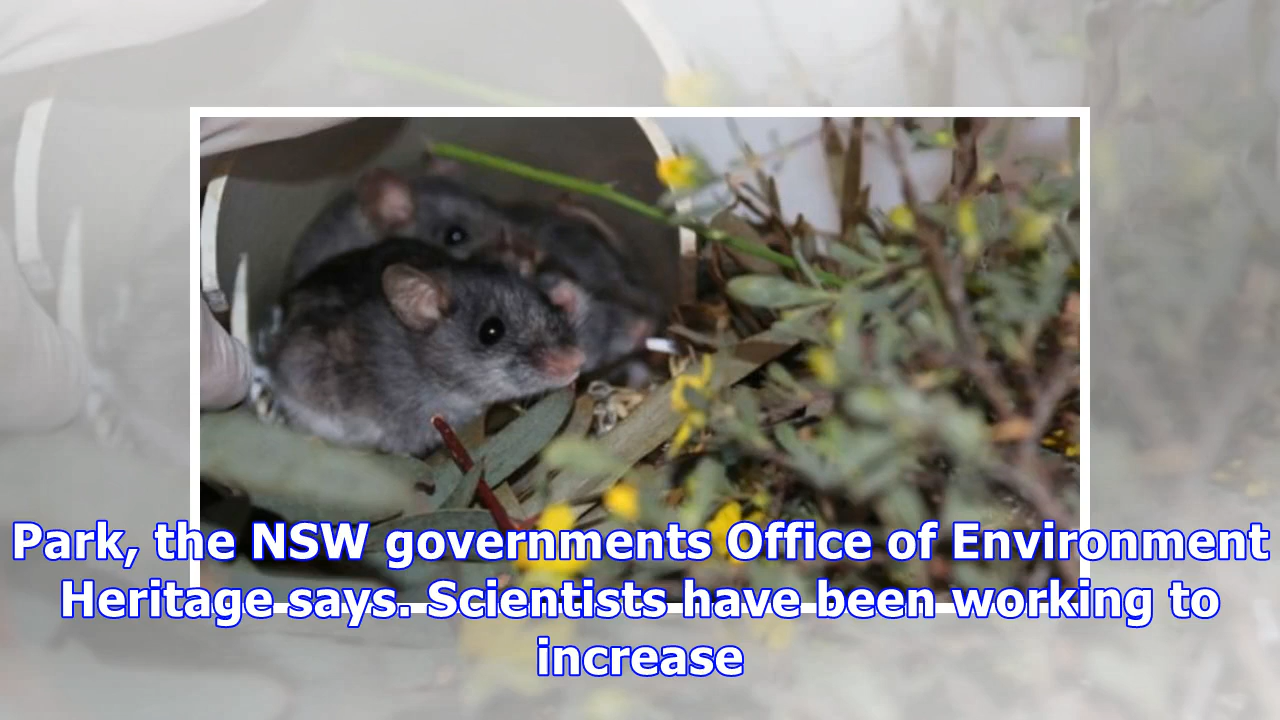 Park, the NSW governments Office of Environment
Heritage says. Scientists have been working to
increase